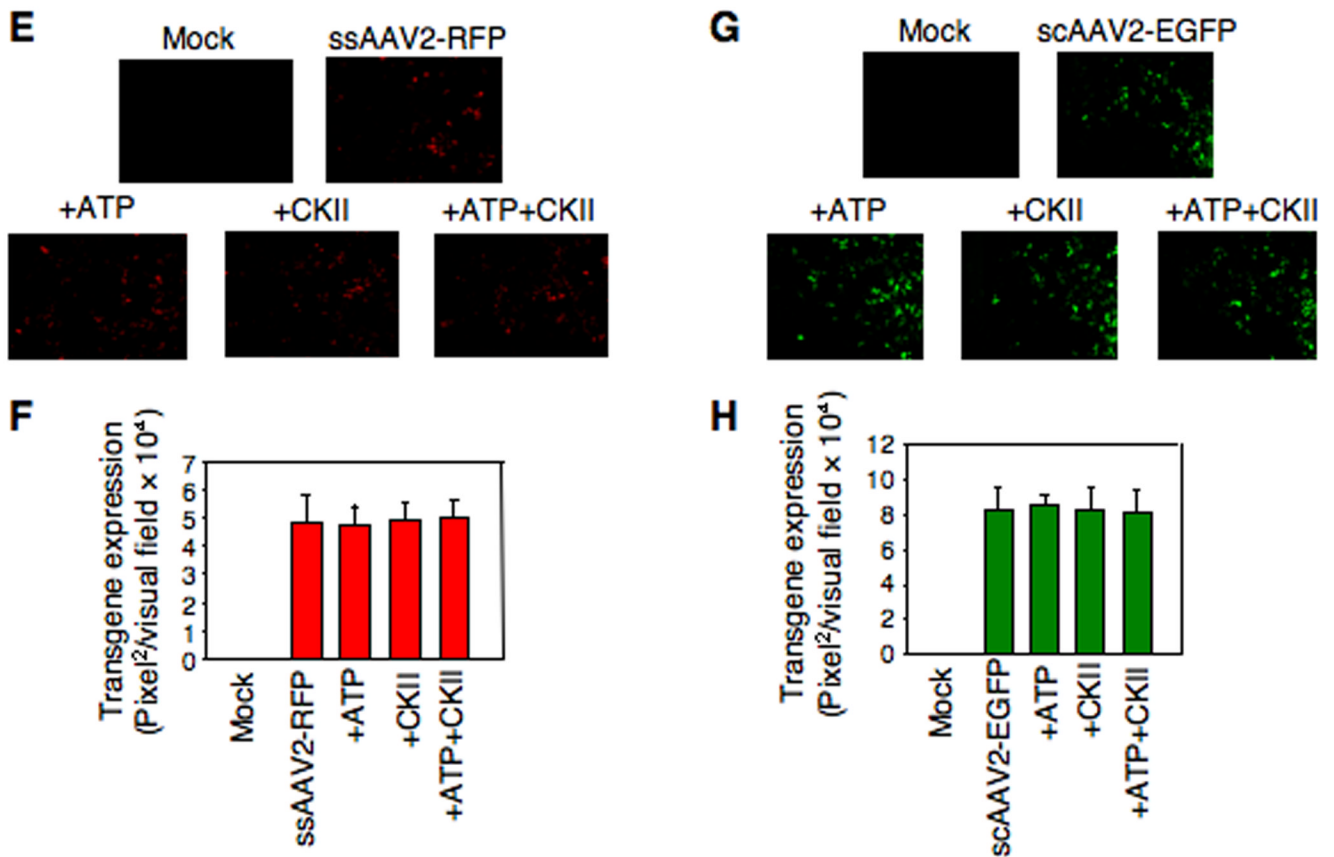 E
Mock ssAAV2-RFP
+ATP +CKII +ATP+CKII
F
Transgene expression
(Pixel²/visual field × 10⁴)
7
6
5
4
3
2
1
0
Mock
ssAAV2-RFP
+ATP
+CKII
+ATP+CKII
G
Mock scAAV2-EGFP
+ATP +CKII +ATP+CKII
H
Transgene expression
(Pixel²/visual field × 10⁴)
12
10
8
6
4
2
0
Mock
scAAV2-EGFP
+ATP
+CKII
+ATP+CKII